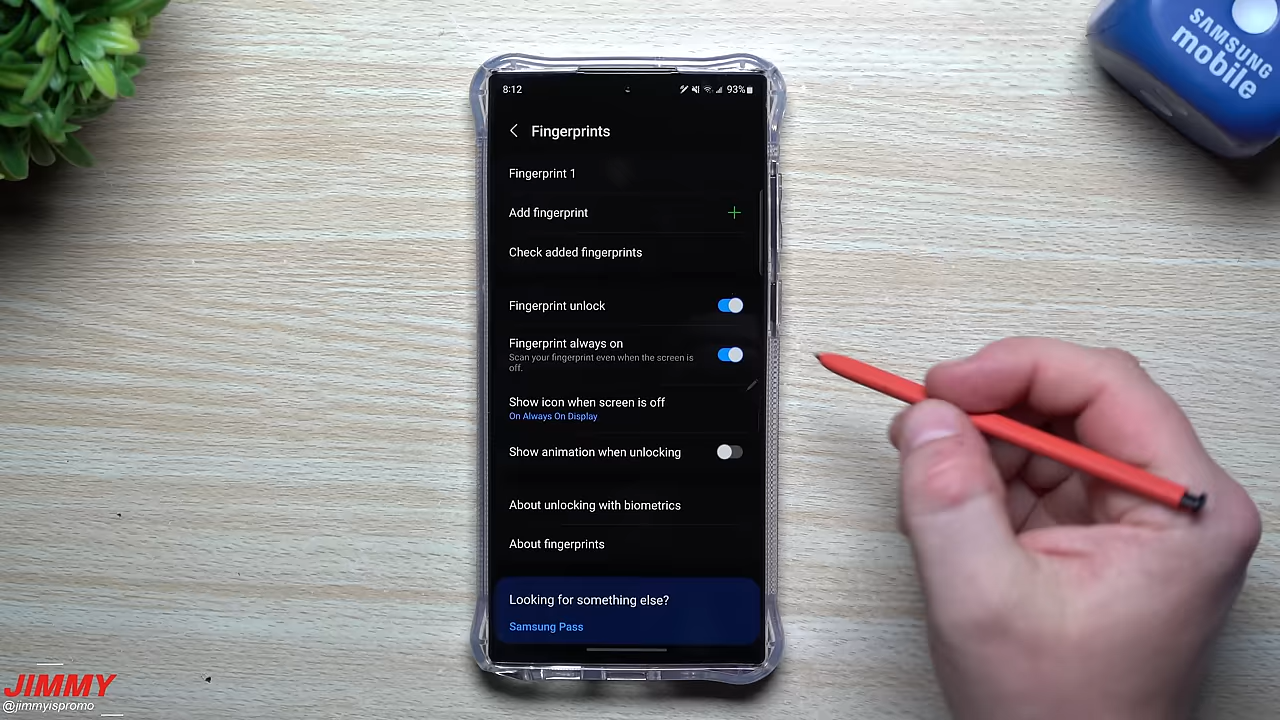 SAMSUNG
mobile
8:12
93%
Fingerprints
Fingerprint 1
Add fingerprint
Check added fingerprints
Fingerprint unlock
Fingerprint always on
Scan your fingerprint even when the screen is
off.
Show icon when screen is off
On Always On Display
Show animation when unlocking
About unlocking with biometrics
About fingerprints
Looking for something else?
Samsung Pass
JIMMY
@jimmyispromo